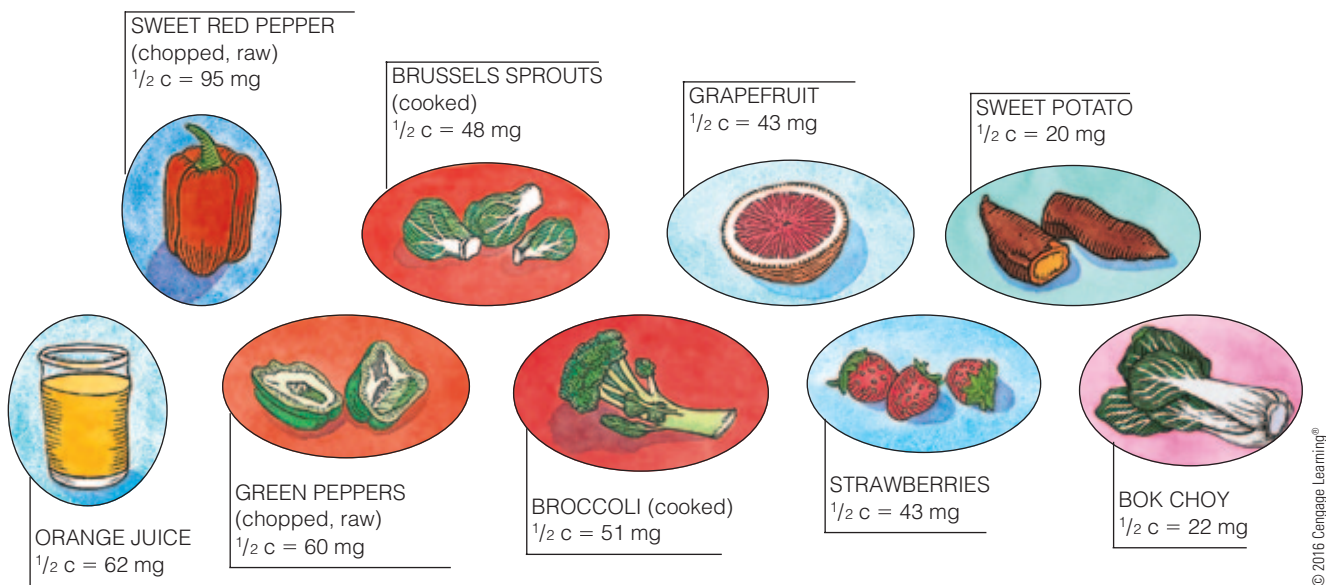 SWEET RED PEPPER
(chopped, raw)
1/2 c = 95 mg
BRUSSELS SPROUTS
(cooked)
1/2 c = 48 mg
GRAPEFRUIT
1/2 c = 43 mg
SWEET POTATO
1/2 c = 20 mg
ORANGE JUICE
1/2 c = 62 mg
GREEN PEPPERS
(chopped, raw)
1/2 c = 60 mg
BROCCOLI (cooked)
1/2 c = 51 mg
STRAWBERRIES
1/2 c = 43 mg
BOK CHOY
1/2 c = 22 mg
© 2016 Cengage Learning®